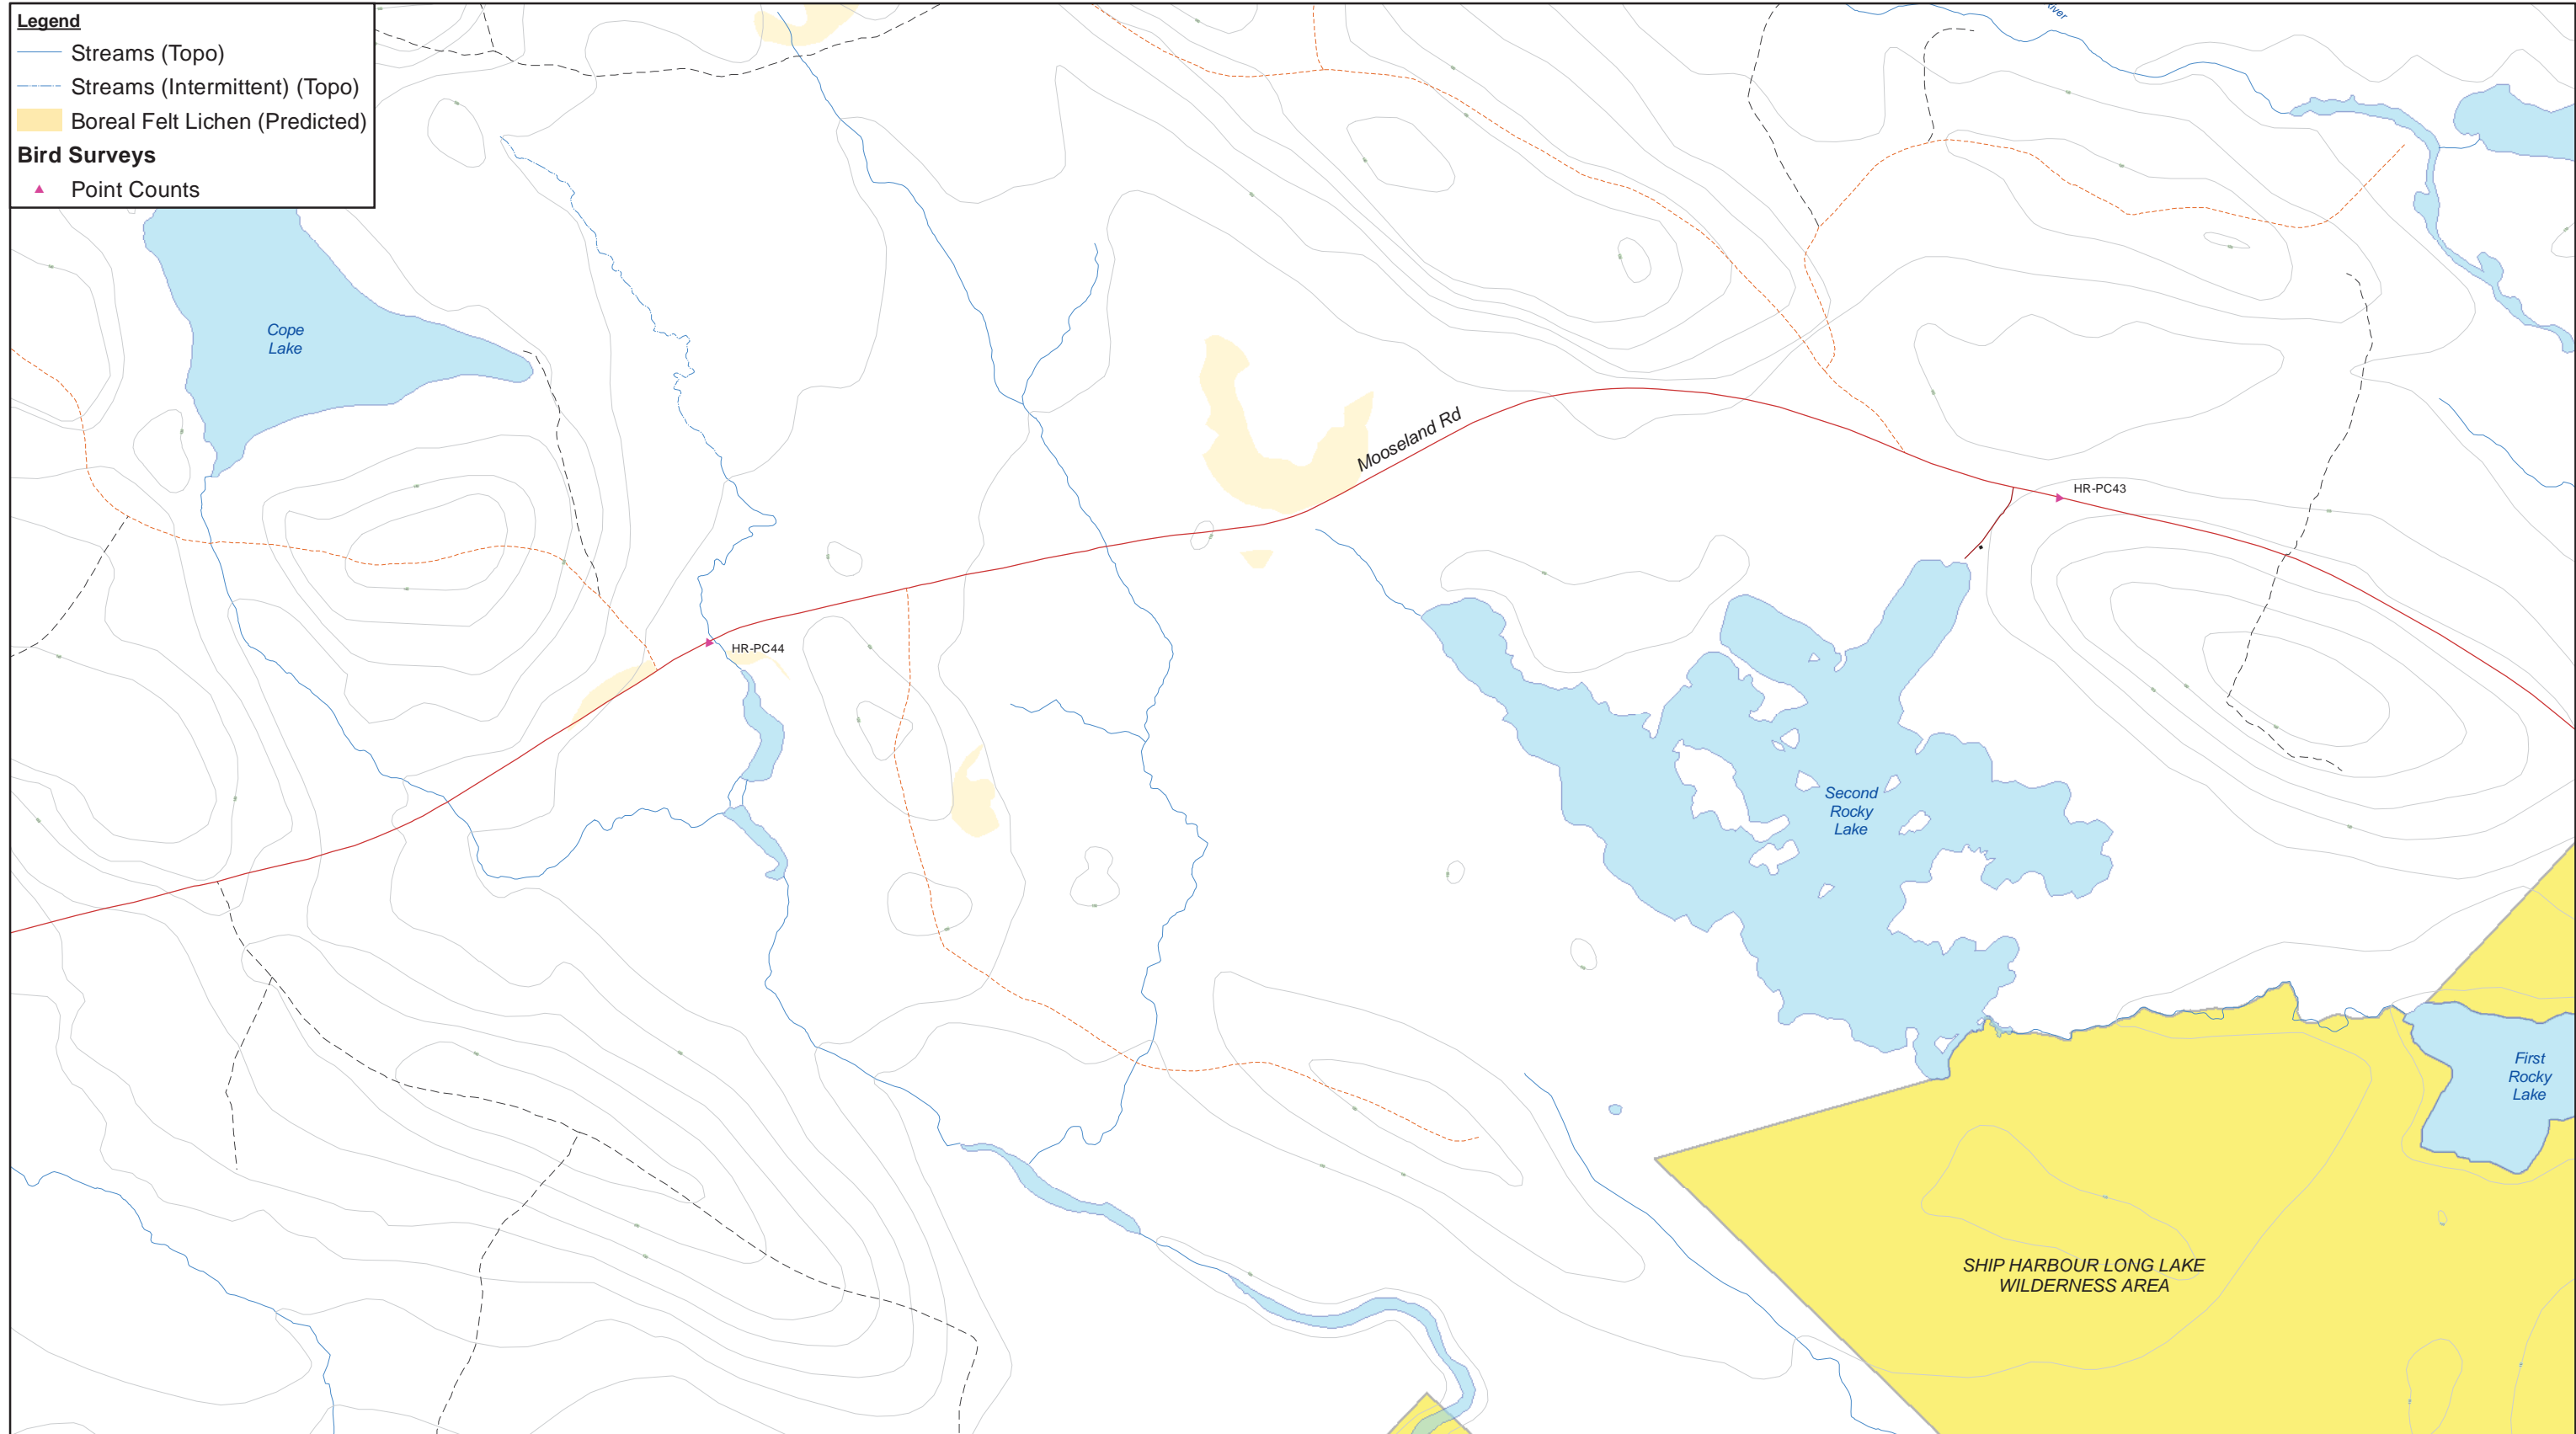 Legend
Streams (Topo)
Streams (Intermittent) (Topo)
Boreal Felt Lichen (Predicted)
Bird Surveys
Point Counts
Cope
Lake
Mooseland Rd
HR-PC43
HR-PC44
Second
Rocky
Lake
First
Rocky
Lake
SHIP HARBOUR LONG LAKE
WILDERNESS AREA